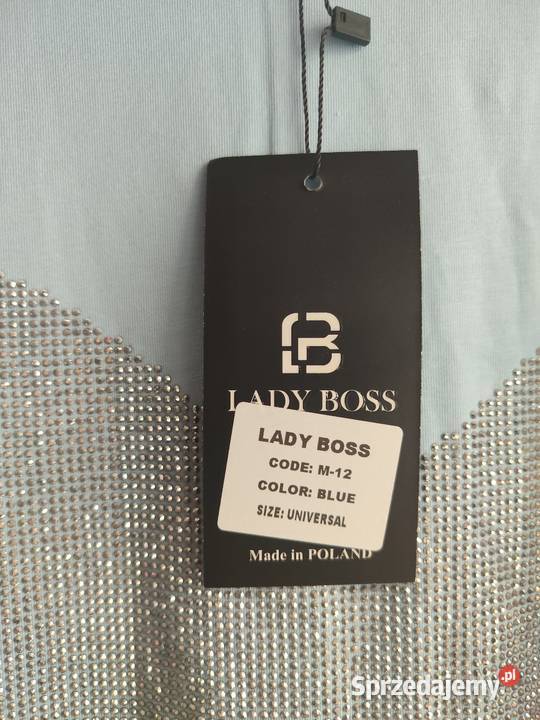 LADY BOSS
LADY BOSS
CODE: M-12
COLOR: BLUE
SIZE: UNIVERSAL
Made in POLAND
Sprzedajemy.pl